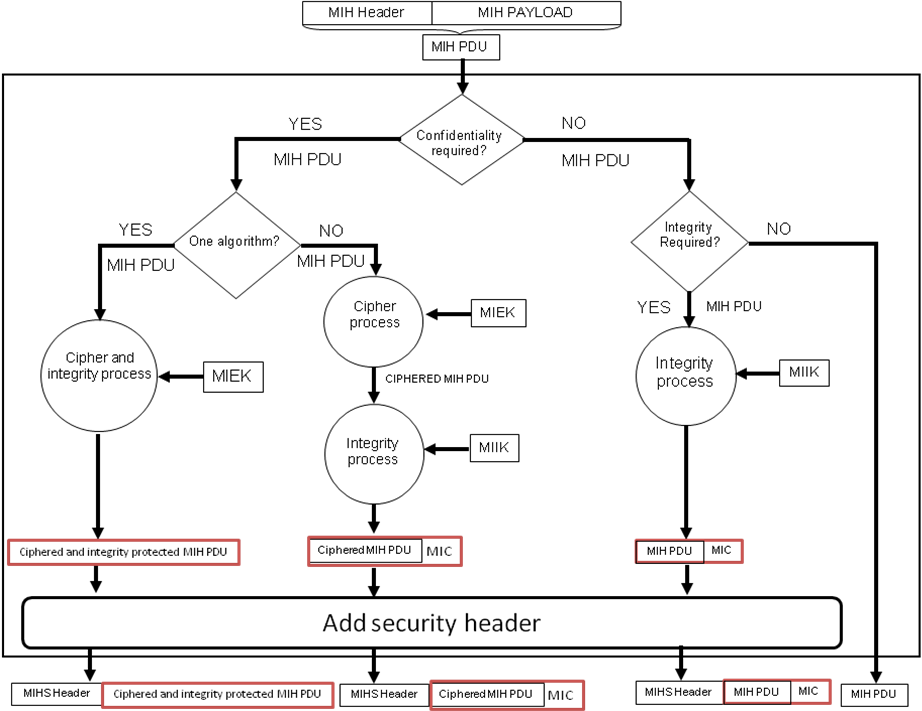 MIH Header
MIH PAYLOAD
MIH PDU
Confidentiality
required?
YES
MIH PDU
NO
MIH PDU
One algorithm?
YES
MIH PDU
NO
MIH PDU
Integrity
Required?
NO
YES
MIH PDU
Cipher
process
MIEK
Cipher and
integrity process
MIEK
CIPHERED MIH PDU
Integrity
process
MIIK
Integrity
process
MIIK
Ciphered and integrity protected MIH PDU
Ciphered MIH PDU
MIC
MIH PDU
MIC
Add security header
MIHS Header
Ciphered and integrity protected MIH PDU
MIHS Header
Ciphered MIH PDU
MIC
MIHS Header
MIH PDU
MIC
MIH PDU